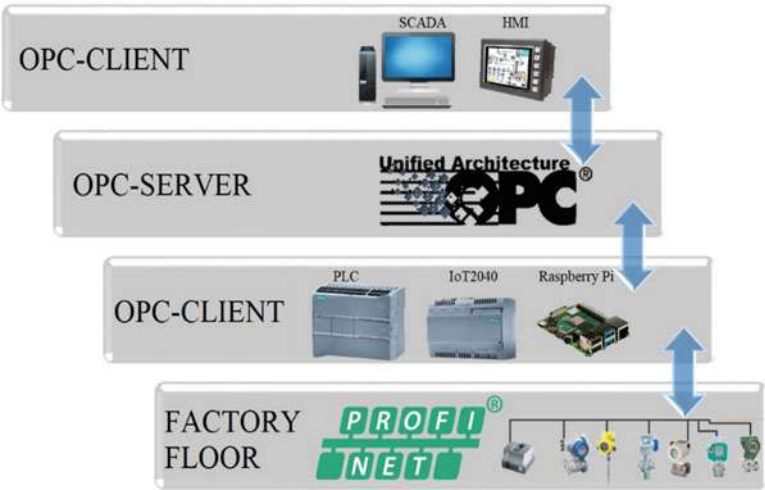 SCADA HMI
OPC-CLIENT
Unified Architecture
OPC-SERVER
OPC®
PLC IoT2040 Raspberry Pi
OPC-CLIENT
FACTORY
FLOOR
PROFI®
NET